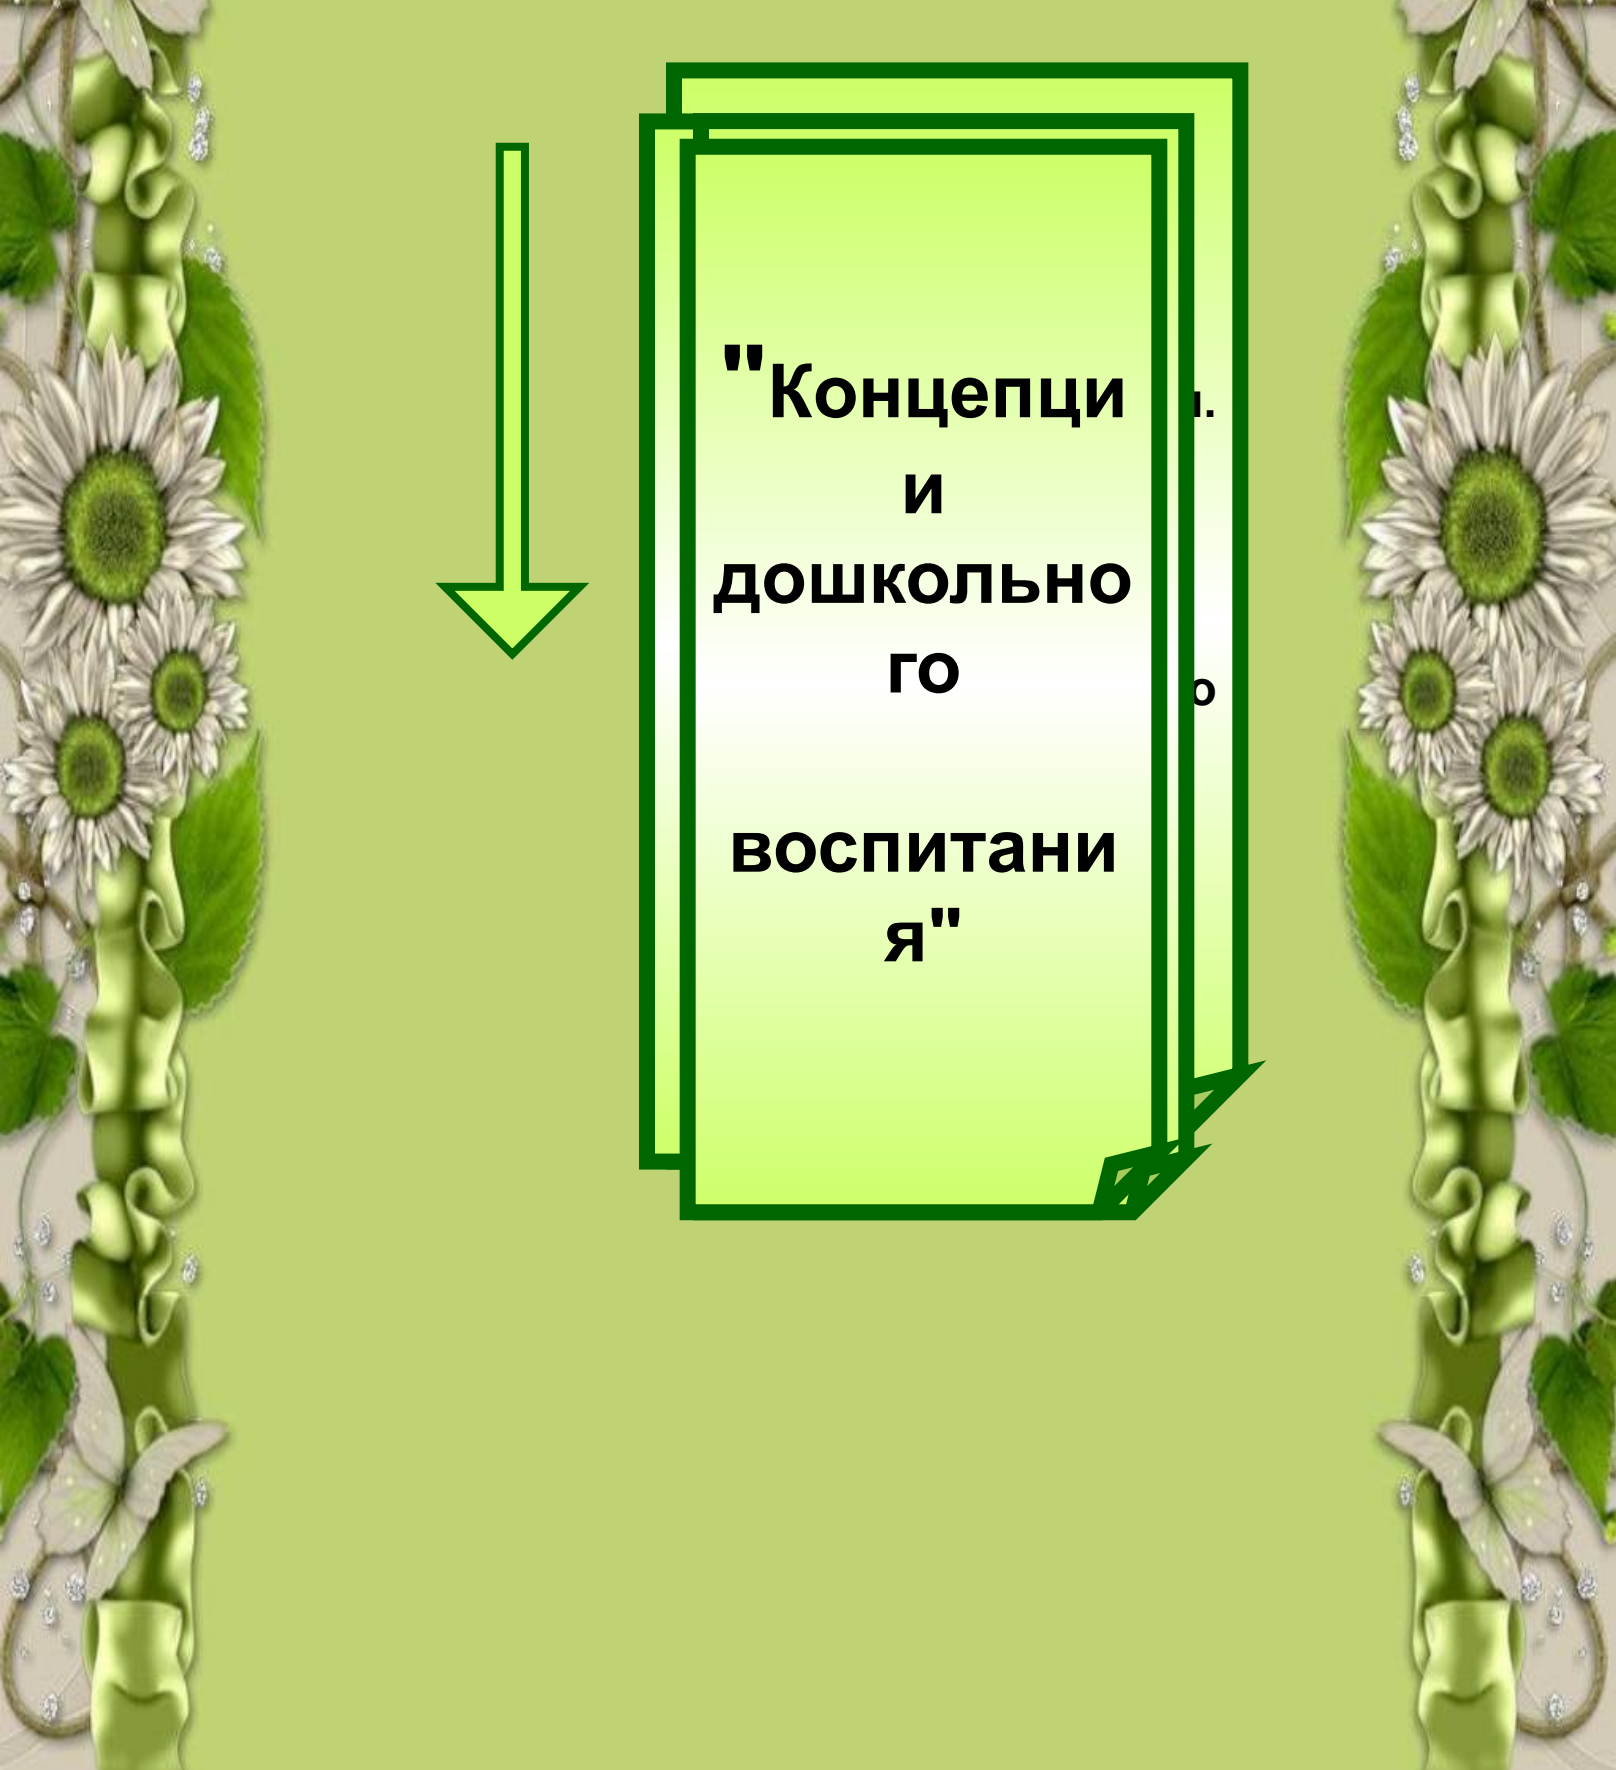 "Концепци
и
дошкольно
го
воспитани
я"